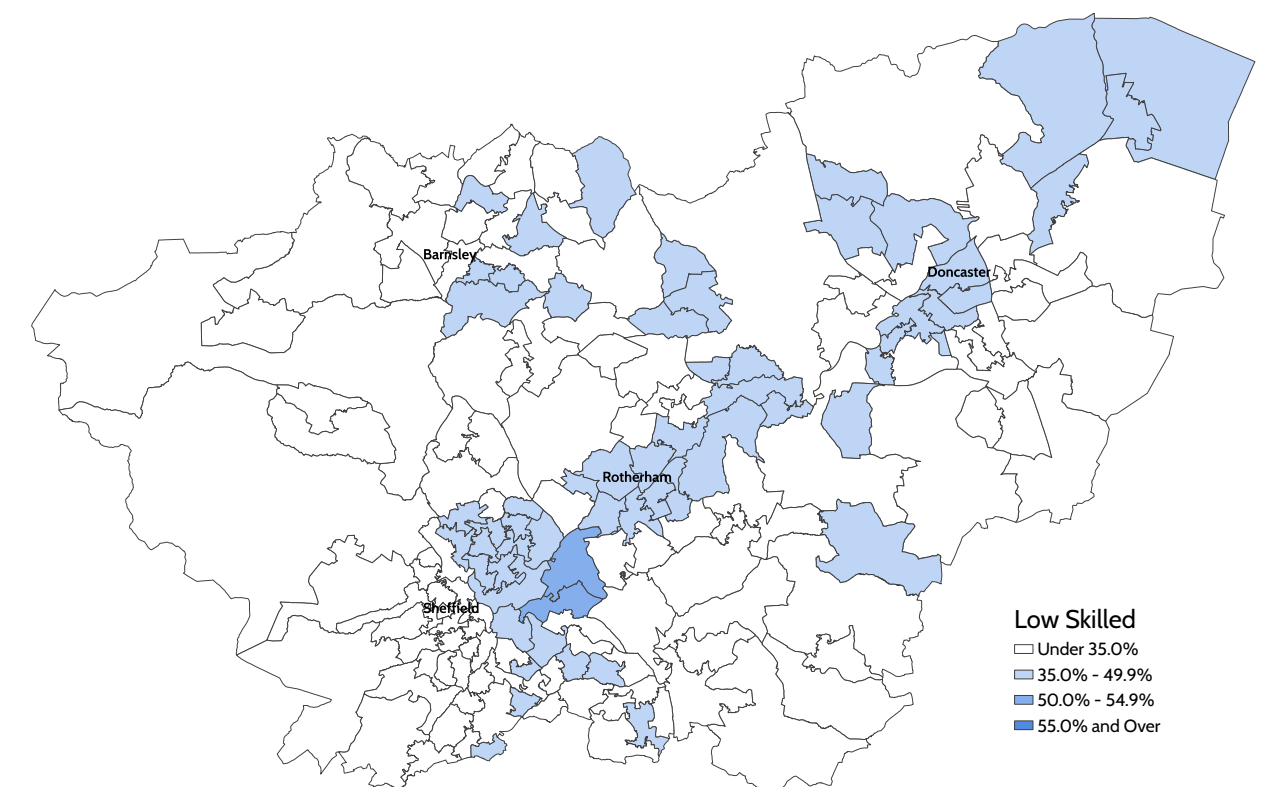 Barnsley
Doncaster
Rotherham
Sheffield
Low Skilled
Under 35.0%
35.0% - 49.9%
50.0% - 54.9%
55.0% and Over